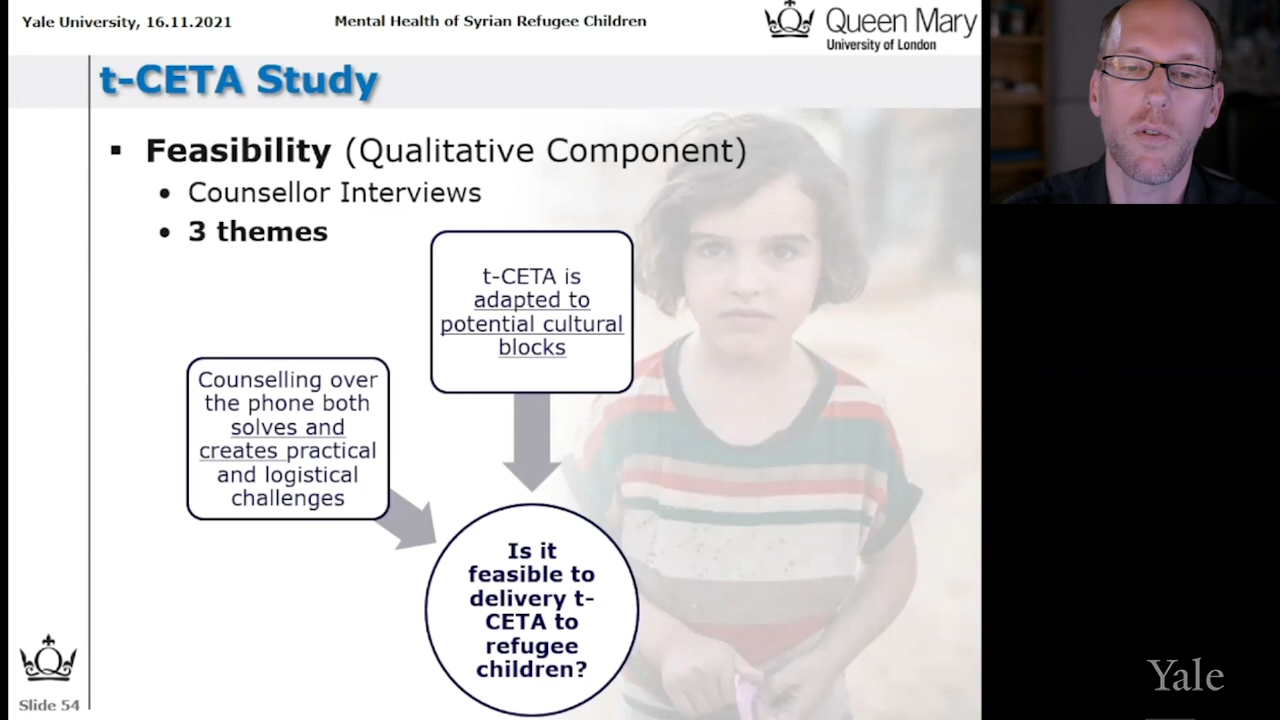 Yale University, 16.11.2021
Mental Health of Syrian Refugee Children
Queen Mary
University of London
t-CETA Study
Feasibility (Qualitative Component)
Counsellor Interviews
3 themes
t-CETA is
adapted to
potential cultural
blocks
Counselling over
the phone both
solves and
creates practical
and logistical
challenges
Is it
feasible to
delivery t-
CETA to
refugee
children?
Slide 54
Yale